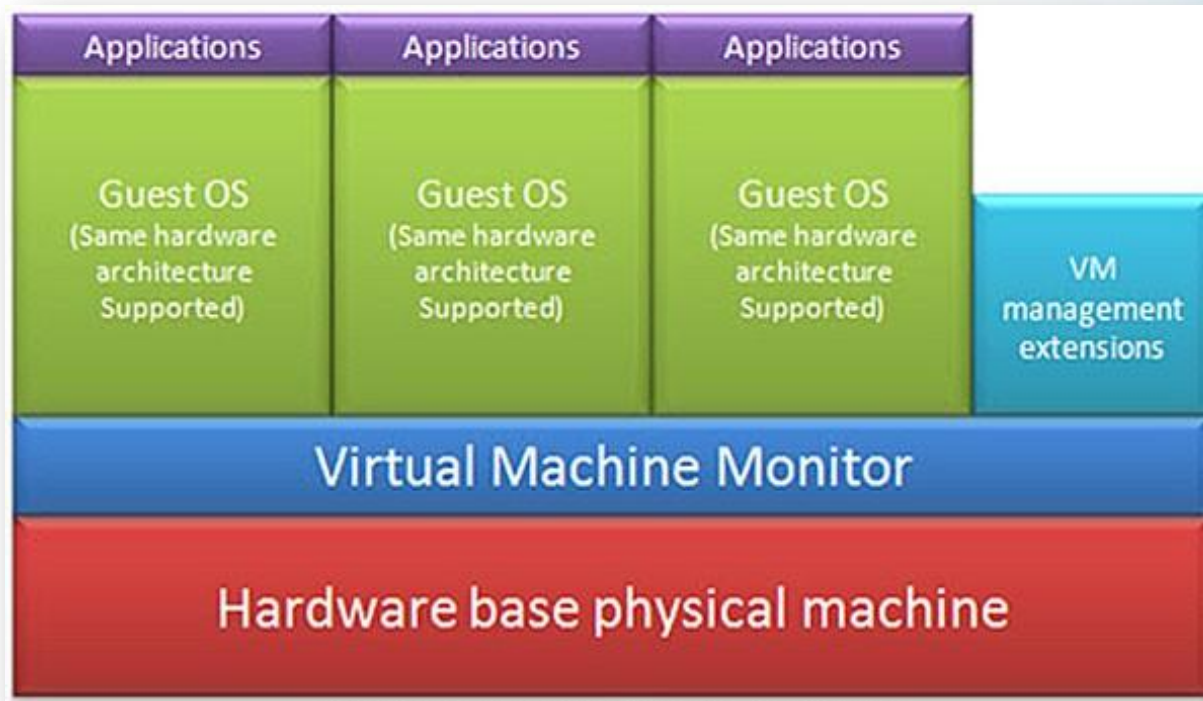 Applications
Applications
Applications
Guest OS
(Same hardware
architecture
Supported)
Guest OS
(Same hardware
architecture
Supported)
Guest OS
(Same hardware
architecture
Supported)
VM
management
extensions
Virtual Machine Monitor
Hardware base physical machine